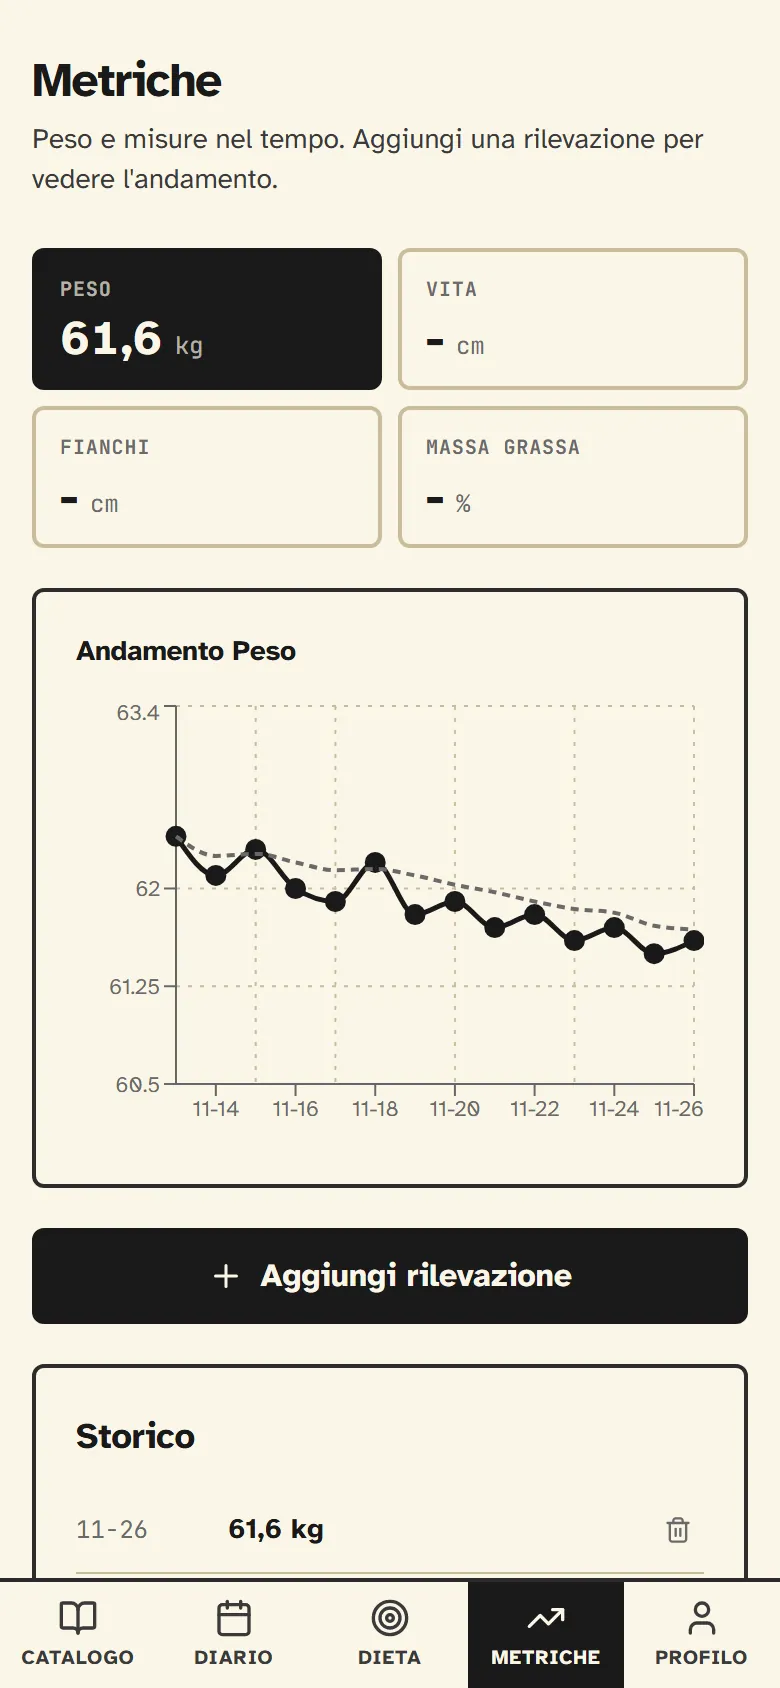 Metriche
Peso e misure nel tempo. Aggiungi una rilevazione per
vedere l'andamento.
PESO
61,6 kg
VITA
- cm
FIANCHI
- cm
MASSA GRASSA
- %
Andamento Peso
63.4
62
61.25
60.5
11-14 11-16 11-18 11-20 11-22 11-24 11-26
+ Aggiungi rilevazione
Storico
11-26 61,6 kg
CATALOGO DIARIO DIETA METRICHE PROFILO